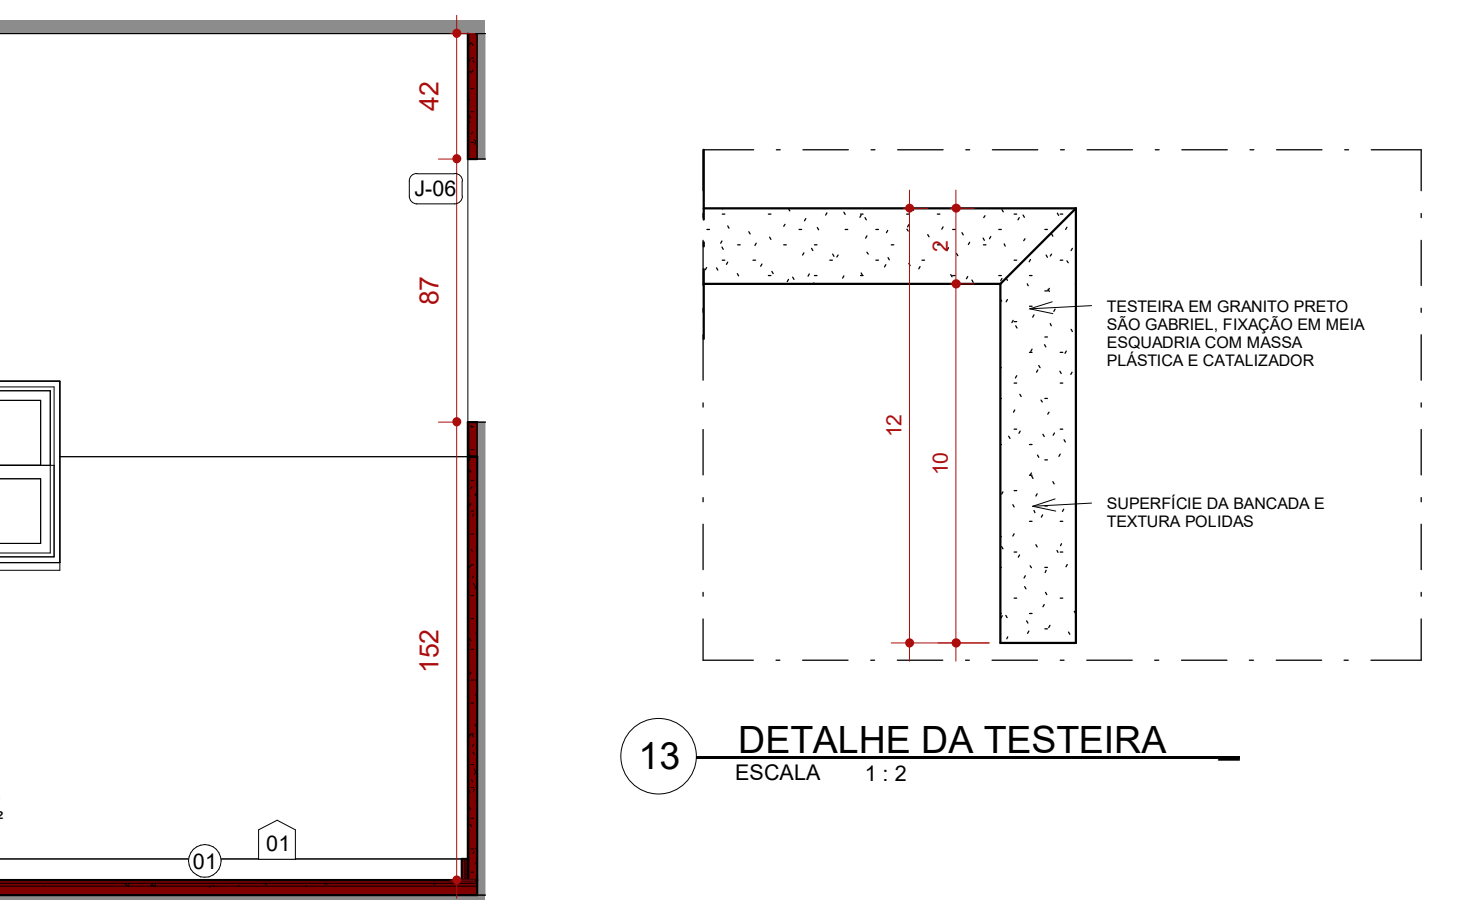 42
J-06
87
152
01
01
2
12
10
TESTEIRA EM GRANITO PRETO
SÃO GABRIEL, FIXAÇÃO EM MEIA
ESQUADRIA COM MASSA
PLÁSTICA E CATALIZADOR
SUPERFÍCIE DA BANCADA E
TEXTURA POLIDAS
13
DETALHE DA TESTEIRA
ESCALA 1 : 2